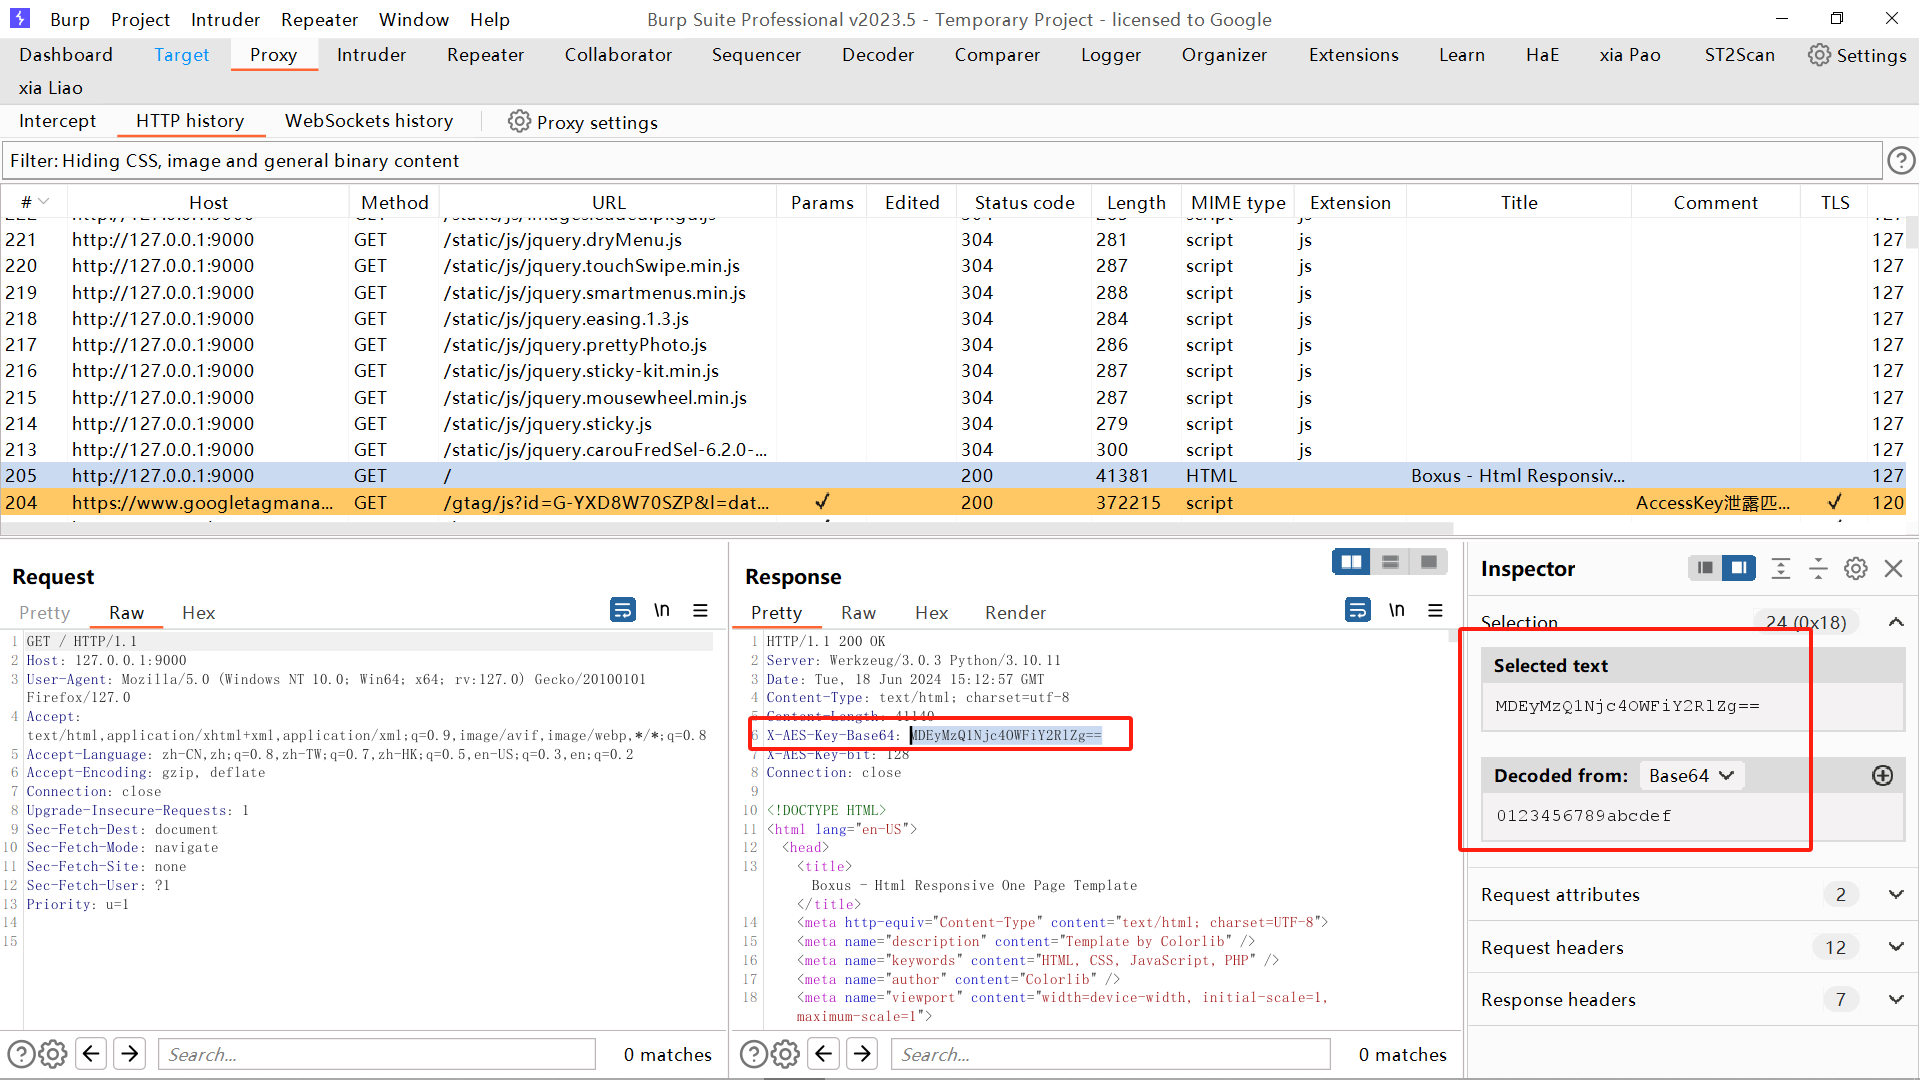 Burp Project Intruder Repeater Window Help Burp Suite Professional v2023.5 - Temporary Project - licensed to Google
Dashboard Target Proxy Intruder Repeater Collaborator Sequencer Decoder Comparer Logger Organizer Extensions Learn HaE xia Pao ST2Scan Settings
xia Liao
Intercept HTTP history WebSockets history Proxy settings
Filter: Hiding CSS, image and general binary content
# Host Method URL Params Edited Status code Length MIME type Extension Title Comment TLS
221 http://127.0.0.1:9000 GET /static/js/jquery.dryMenu.js 304 281 script js 127
220 http://127.0.0.1:9000 GET /static/js/jquery.touchSwipe.min.js 304 287 script js 127
219 http://127.0.0.1:9000 GET /static/js/jquery.smartmenus.min.js 304 288 script js 127
218 http://127.0.0.1:9000 GET /static/js/jquery.easing.1.3.js 304 284 script js 127
217 http://127.0.0.1:9000 GET /static/js/jquery.prettyPhoto.js 304 286 script js 127
216 http://127.0.0.1:9000 GET /static/js/jquery.sticky-kit.min.js 304 287 script js 127
215 http://127.0.0.1:9000 GET /static/js/jquery.mousewheel.min.js 304 287 script js 127
214 http://127.0.0.1:9000 GET /static/js/jquery.sticky.js 304 279 script js 127
213 http://127.0.0.1:9000 GET /static/js/jquery.carouFredSel-6.2.0-... 304 300 script js 127
205 http://127.0.0.1:9000 GET / 200 41381 HTML Boxus - Html Responsiv... 127
204 https://www.googletagmana... GET /gtag/js?id=G-YXD8W70SZP&l=dat... ✓ 200 372215 script AccessKey泄露匹... ✓ 120
Request
Pretty Raw Hex \n
1 GET / HTTP/1.1
2 Host: 127.0.0.1:9000
3 User-Agent: Mozilla/5.0 (Windows NT 10.0; Win64; x64; rv:127.0) Gecko/20100101
Firefox/127.0
4 Accept:
text/html,application/xhtml+xml,application/xml;q=0.9,image/avif,image/webp,*/*;q=0.8
5 Accept-Language: zh-CN,zh;q=0.8,zh-TW;q=0.7,zh-HK;q=0.5,en-US;q=0.3,en;q=0.2
6 Accept-Encoding: gzip, deflate
7 Connection: close
8 Upgrade-Insecure-Requests: 1
9 Sec-Fetch-Dest: document
10 Sec-Fetch-Mode: navigate
11 Sec-Fetch-Site: none
12 Sec-Fetch-User: ?1
13 Priority: u=1
14
15
Search... 0 matches
Response
Pretty Raw Hex Render \n
1 HTTP/1.1 200 OK
2 Server: Werkzeug/3.0.3 Python/3.10.11
3 Date: Tue, 18 Jun 2024 15:12:57 GMT
4 Content-Type: text/html; charset=utf-8
5 Content-Length: 41140
6 X-AES-Key-Base64: MDEyMzQ1Njc4OWFiY2RlZg==
7 X-AES-Key-bit: 128
8 Connection: close
9
10 <!DOCTYPE HTML>
11 <html lang="en-US">
12 <head>
13 <title>
Boxus - Html Responsive One Page Template
</title>
14 <meta http-equiv="Content-Type" content="text/html; charset=UTF-8">
15 <meta name="description" content="Template by Colorlib" />
16 <meta name="keywords" content="HTML, CSS, JavaScript, PHP" />
17 <meta name="author" content="Colorlib" />
18 <meta name="viewport" content="width=device-width, initial-scale=1,
maximum-scale=1">
Search... 0 matches
Inspector
Selection 24 (0x18)
Selected text
MDEyMzQ1Njc4OWFiY2RlZg==
Decoded from: Base64
0123456789abcdef
Request attributes 2
Request headers 12
Response headers 7